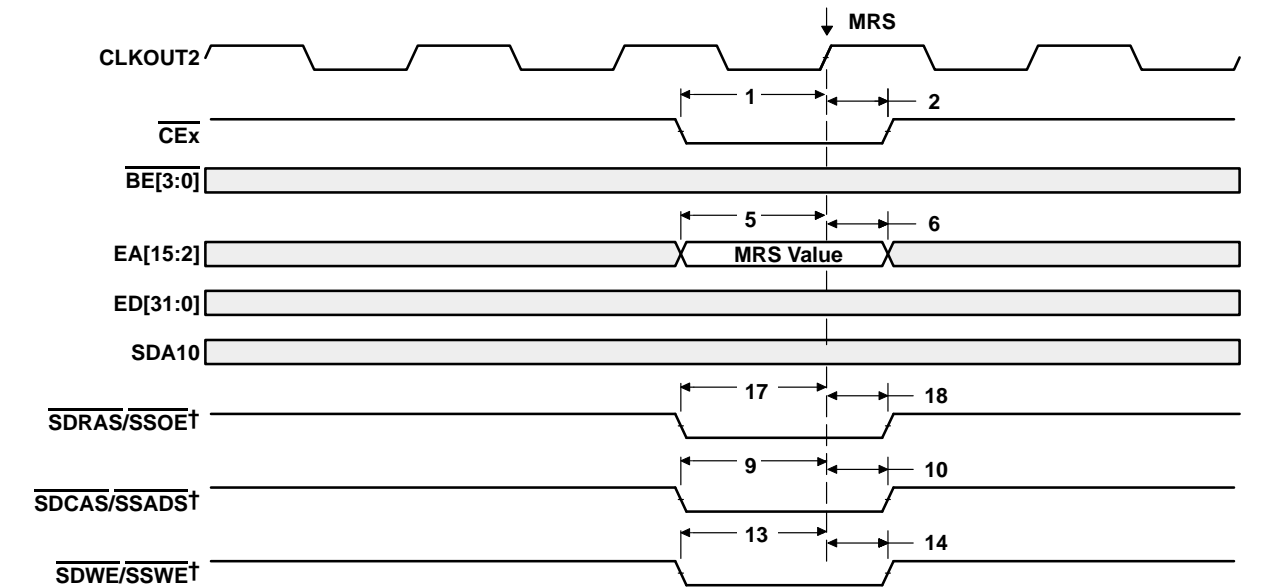 MRS
CLKOUT2
1 2
CEx
BE[3:0]
5 6
EA[15:2] MRS Value
ED[31:0]
SDA10
17 18
SDRAS/SSOE†
9 10
SDCAS/SSADS†
13 14
SDWE/SSWE†